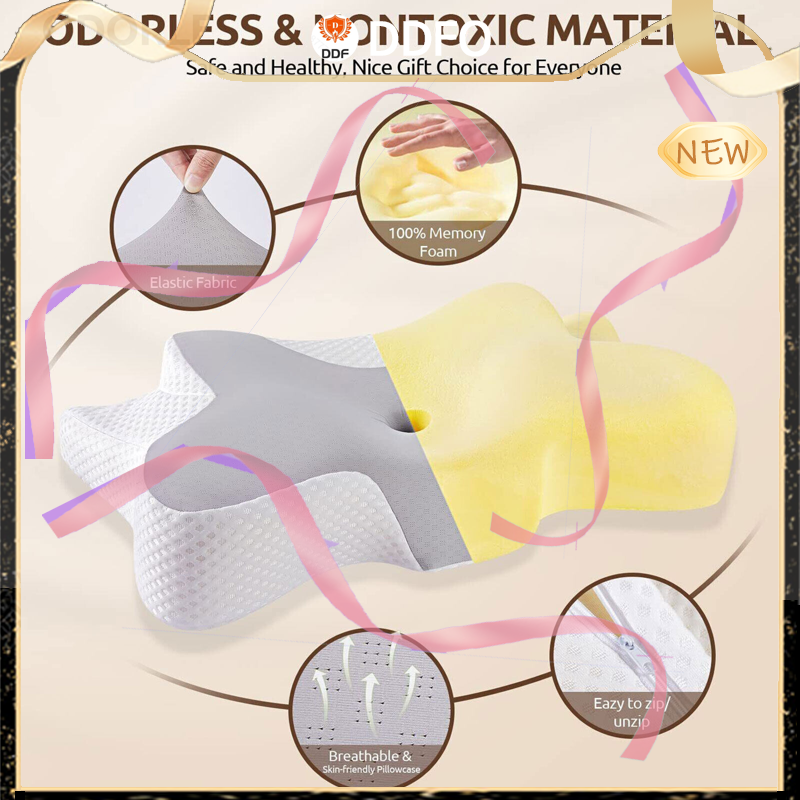 ODORLESS & NONTOXIC MATERIAL
DDFO
DDF
Safe and Healthy, Nice Gift Choice for Everyone
NEW
100% Memory
Foam
Elastic Fabric
Eazy to zip/
unzip
Breathable &
Skin-friendly Pillowcase